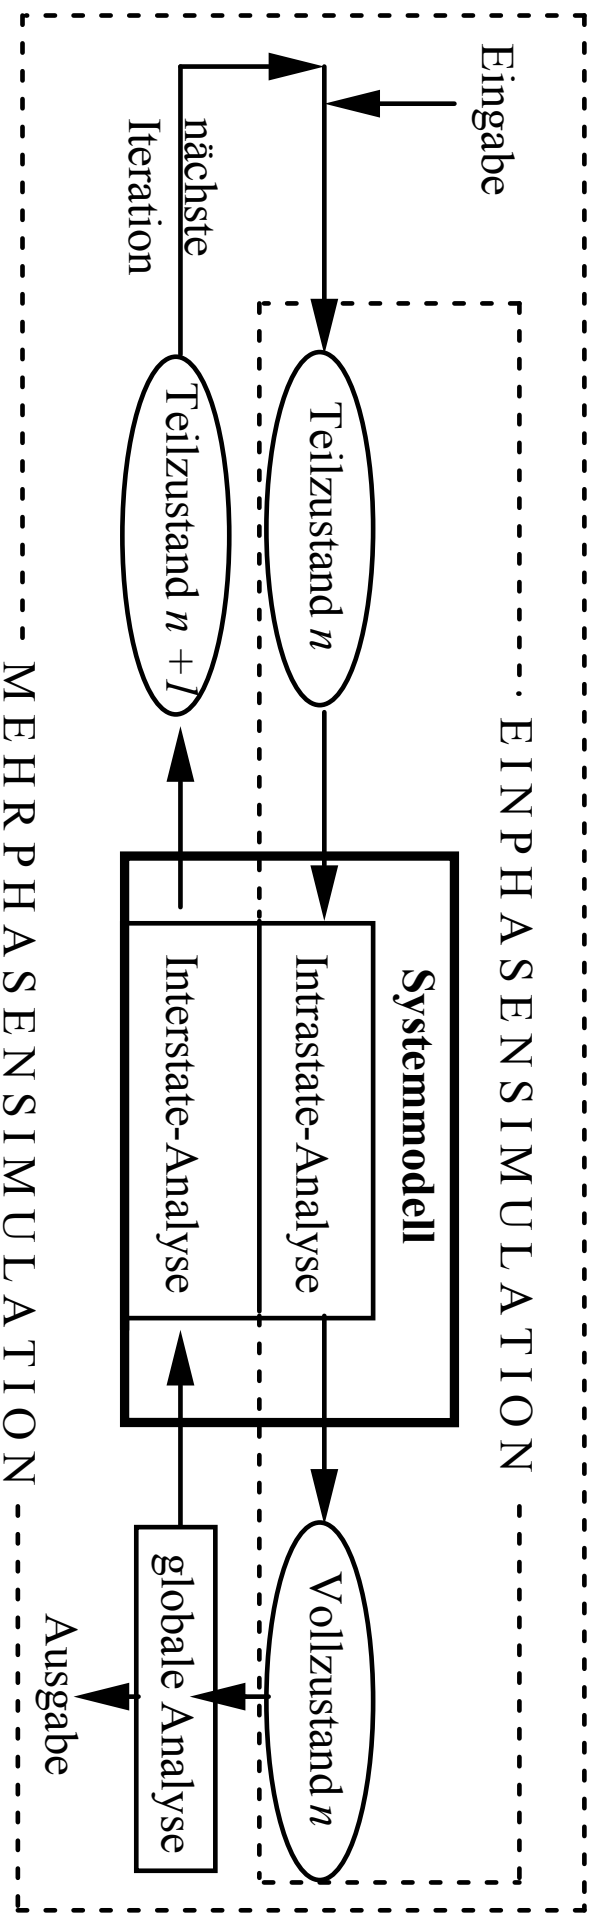 EINPHASENSIMULATION
Eingabe
Systemmodell
Teilzustand n
Intrastate-Analyse
Vollzustand n
nächste
Iteration
Teilzustand n +1
Interstate-Analyse
globale Analyse
Ausgabe
MEHRPHASENSIMULATION